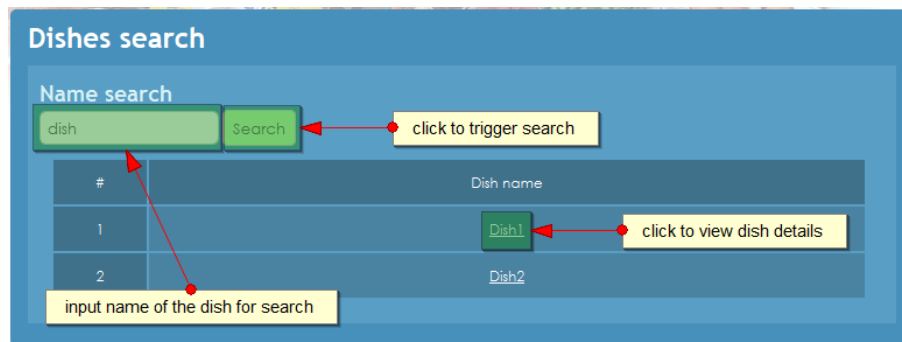 Dishes search
Name search
dish Search click to trigger search
# Dish name
1 Dish1 click to view dish details
2 Dish2
input name of the dish for search